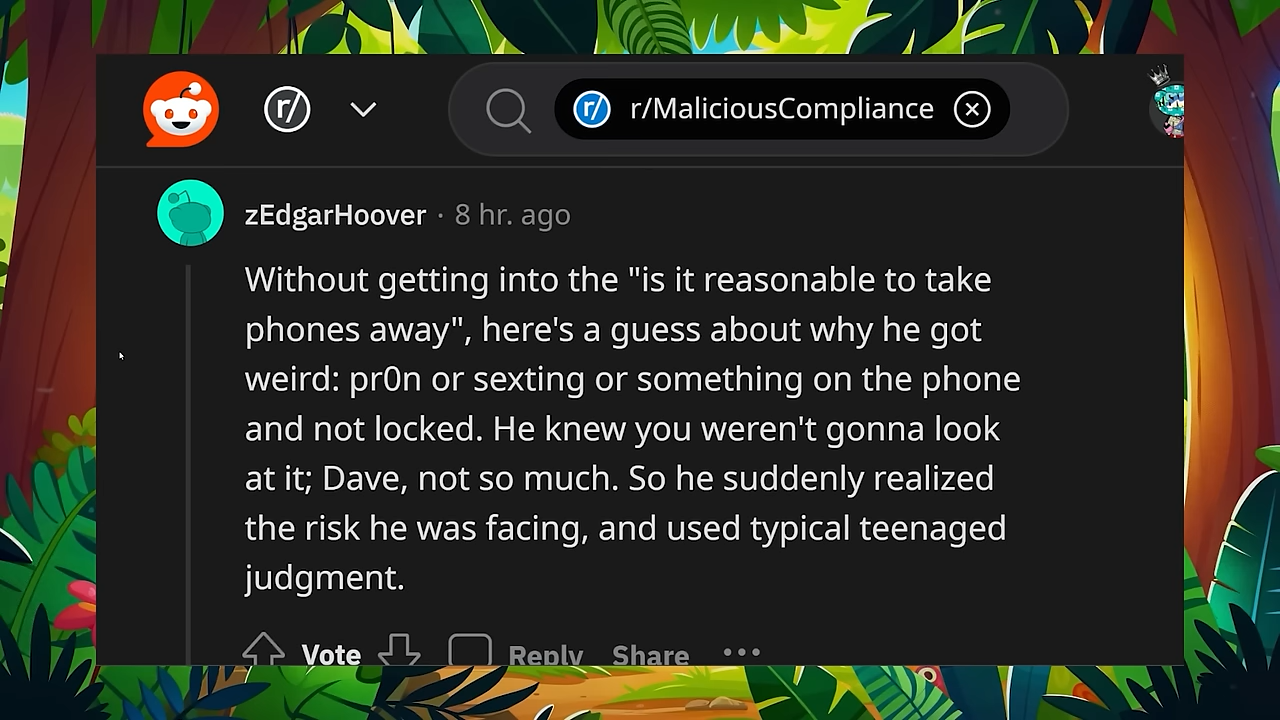 r/ r/ r/MaliciousCompliance
zEdgarHoover · 8 hr. ago
Without getting into the "is it reasonable to take
phones away", here's a guess about why he got
weird: pr0n or sexting or something on the phone
and not locked. He knew you weren't gonna look
at it; Dave, not so much. So he suddenly realized
the risk he was facing, and used typical teenaged
judgment.
Vote Reply Share ...